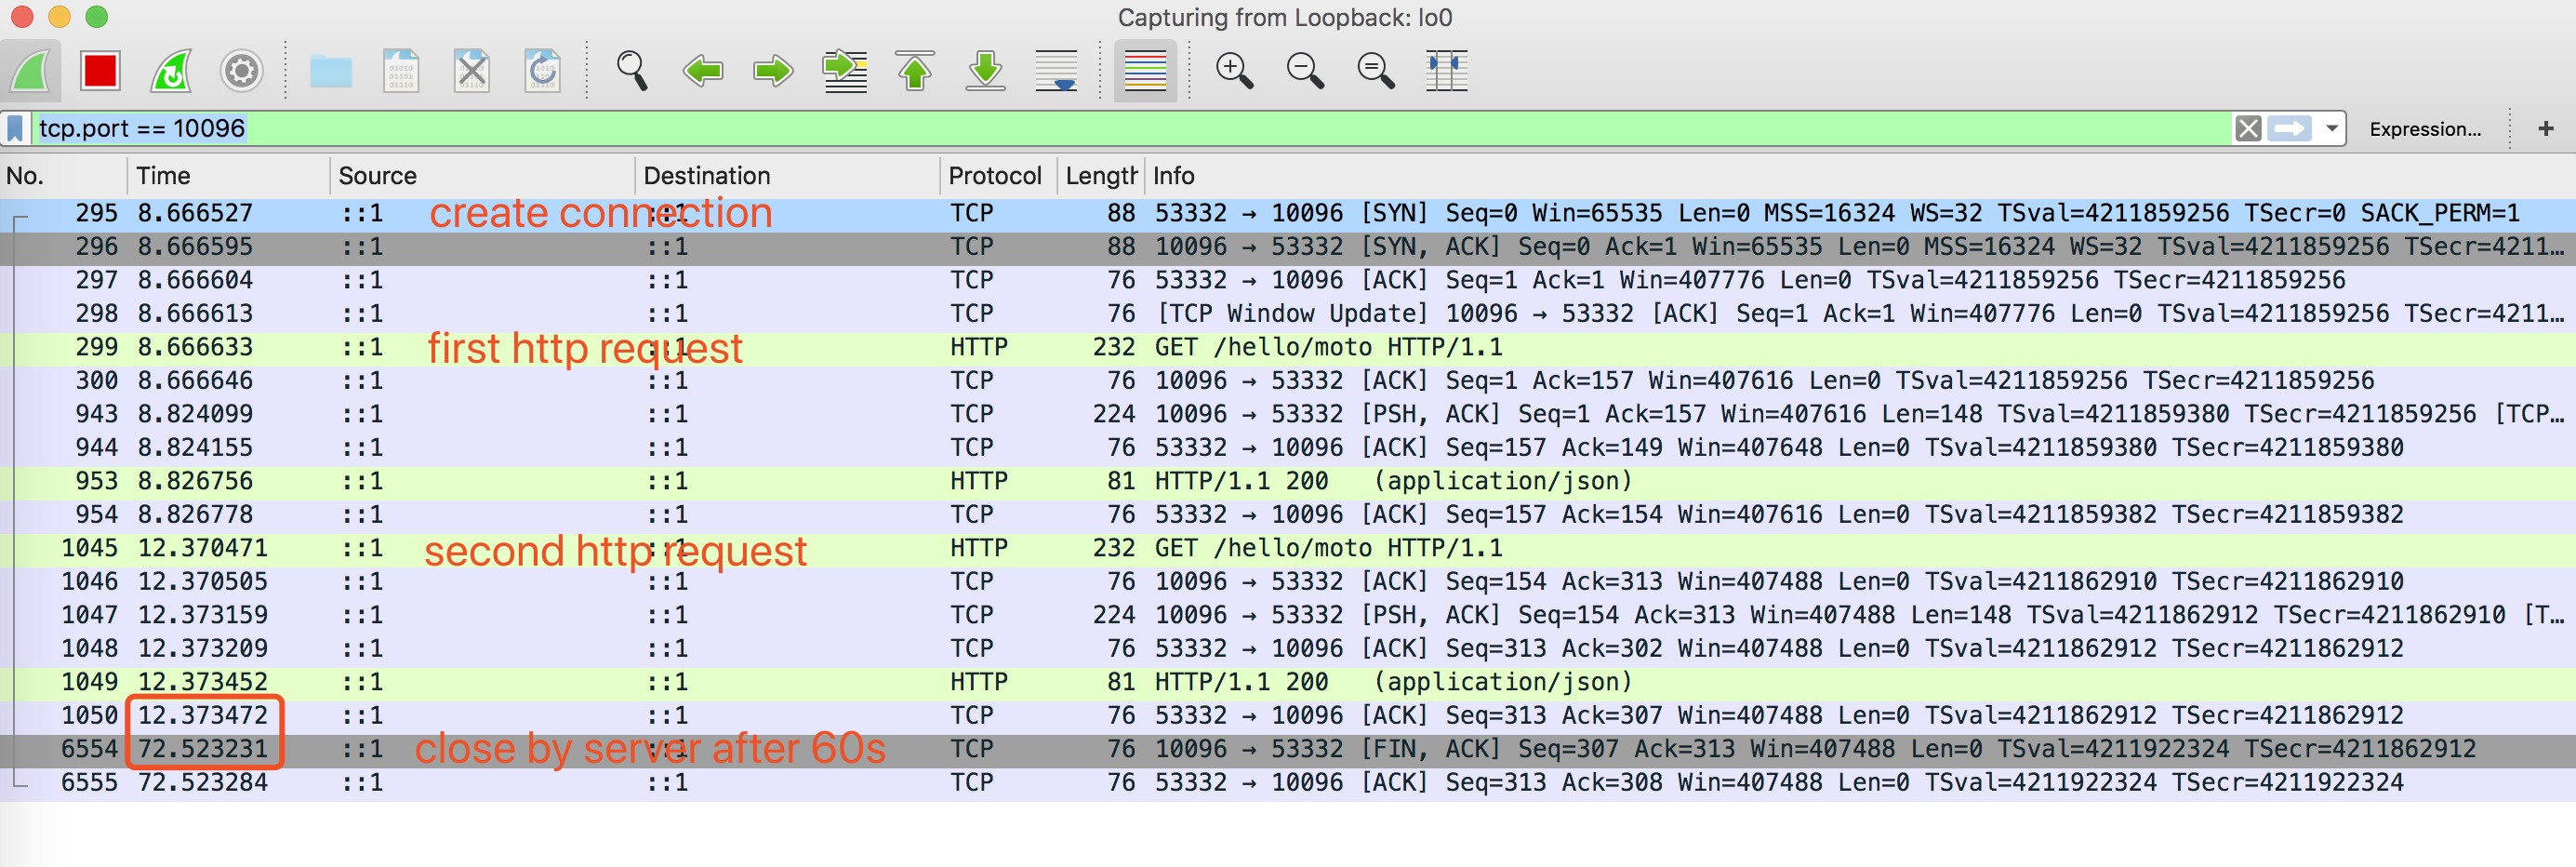 Capturing from Loopback: lo0
tcp.port == 10096
Expression...
+
No. Time Source Destination Protocol Length Info
295 8.666527 ::1 ::1 TCP 88 53332 → 10096 [SYN] Seq=0 Win=65535 Len=0 MSS=16324 WS=32 TSval=4211859256 TSecr=0 SACK_PERM=1
create connection
296 8.666595 ::1 ::1 TCP 88 10096 → 53332 [SYN, ACK] Seq=0 Ack=1 Win=65535 Len=0 MSS=16324 WS=32 TSval=4211859256 TSecr=4211…
297 8.666604 ::1 ::1 TCP 76 53332 → 10096 [ACK] Seq=1 Ack=1 Win=407776 Len=0 TSval=4211859256 TSecr=4211859256
298 8.666613 ::1 ::1 TCP 76 [TCP Window Update] 10096 → 53332 [ACK] Seq=1 Ack=1 Win=407776 Len=0 TSval=4211859256 TSecr=4211…
299 8.666633 ::1 ::1 HTTP 232 GET /hello/moto HTTP/1.1
first http request
300 8.666646 ::1 ::1 TCP 76 10096 → 53332 [ACK] Seq=1 Ack=157 Win=407616 Len=0 TSval=4211859256 TSecr=4211859256
943 8.824099 ::1 ::1 TCP 224 10096 → 53332 [PSH, ACK] Seq=1 Ack=157 Win=407616 Len=148 TSval=4211859380 TSecr=4211859256 [TCP…
944 8.824155 ::1 ::1 TCP 76 53332 → 10096 [ACK] Seq=157 Ack=149 Win=407648 Len=0 TSval=4211859380 TSecr=4211859380
953 8.826756 ::1 ::1 HTTP 81 HTTP/1.1 200 (application/json)
954 8.826778 ::1 ::1 TCP 76 53332 → 10096 [ACK] Seq=157 Ack=154 Win=407616 Len=0 TSval=4211859382 TSecr=4211859382
1045 12.370471 ::1 ::1 HTTP 232 GET /hello/moto HTTP/1.1
second http request
1046 12.370505 ::1 ::1 TCP 76 10096 → 53332 [ACK] Seq=154 Ack=313 Win=407488 Len=0 TSval=4211862910 TSecr=4211862910
1047 12.373159 ::1 ::1 TCP 224 10096 → 53332 [PSH, ACK] Seq=154 Ack=313 Win=407488 Len=148 TSval=4211862912 TSecr=4211862910 [T…
1048 12.373209 ::1 ::1 TCP 76 53332 → 10096 [ACK] Seq=313 Ack=302 Win=407488 Len=0 TSval=4211862912 TSecr=4211862912
1049 12.373452 ::1 ::1 HTTP 81 HTTP/1.1 200 (application/json)
1050 12.373472 ::1 ::1 TCP 76 53332 → 10096 [ACK] Seq=313 Ack=307 Win=407488 Len=0 TSval=4211862912 TSecr=4211862912
6554 72.523231 ::1 ::1 TCP 76 10096 → 53332 [FIN, ACK] Seq=307 Ack=313 Win=407488 Len=0 TSval=4211922324 TSecr=4211862912
close by server after 60s
6555 72.523284 ::1 ::1 TCP 76 53332 → 10096 [ACK] Seq=313 Ack=308 Win=407488 Len=0 TSval=4211922324 TSecr=4211922324